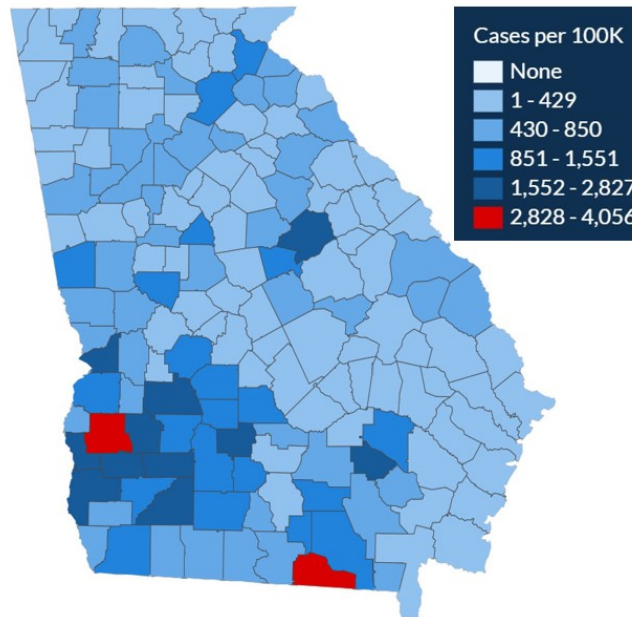 Cases per 100K
None
1 - 429
430 - 850
851 - 1,551
1,552 - 2,827
2,828 - 4,056